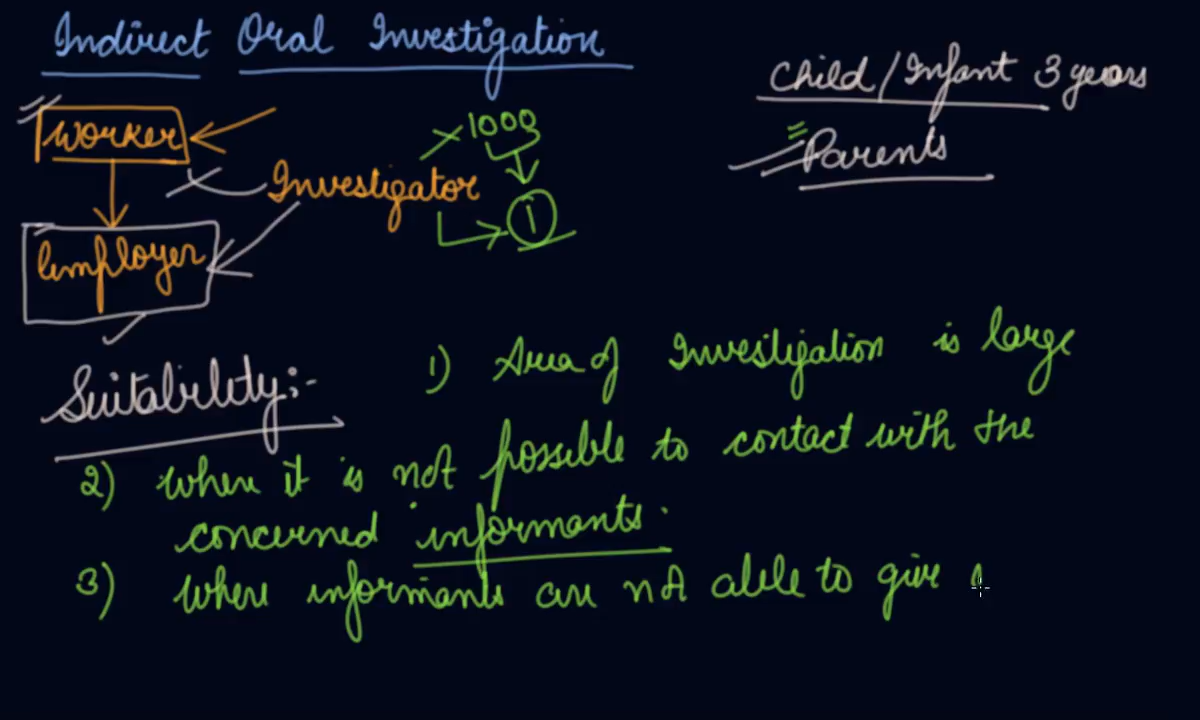 Indirect Oral Investigation
Child/Infant 3 years
Parents
Worker
1000
Investigator
1
Employer
Suitability:-
1) Area of Investigation is large
2) where it is not possible to contact with the
concerned informants.
3) where informants are not able to give